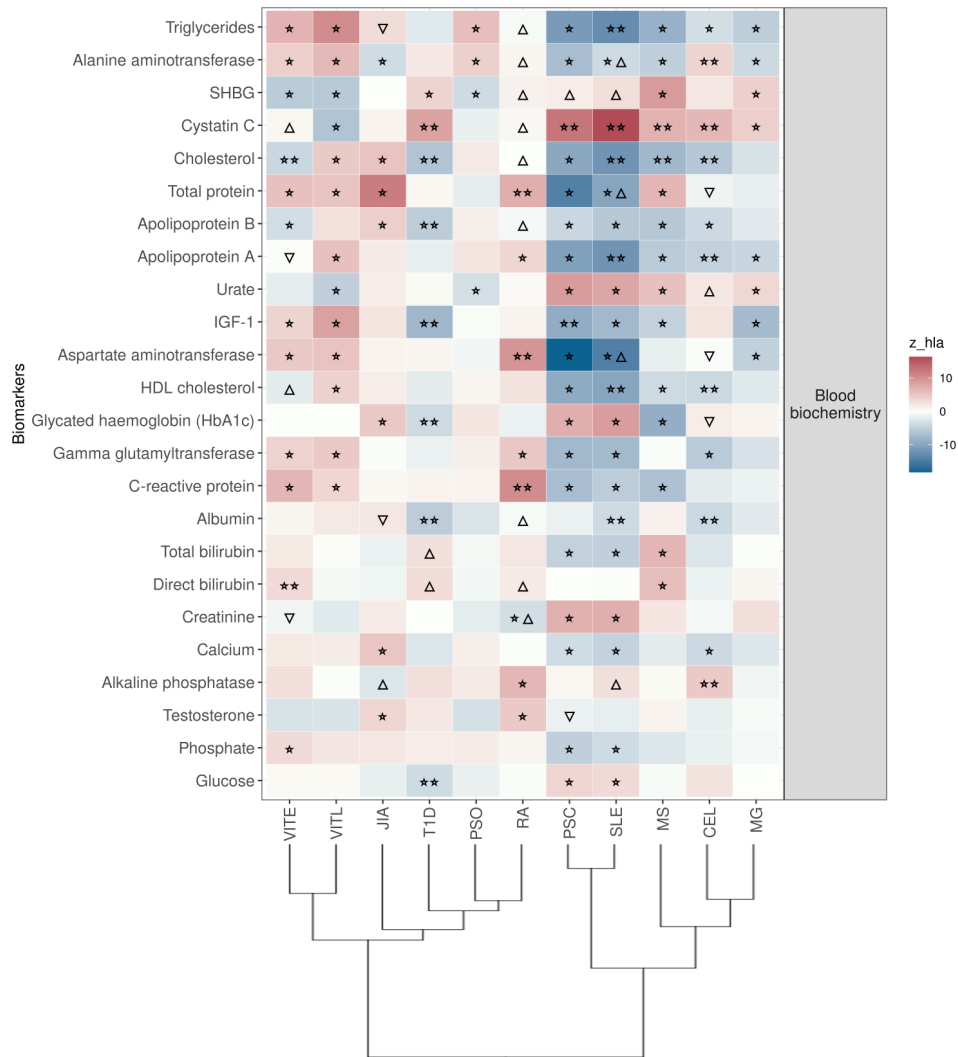 Biomarkers
Triglycerides
Alanine aminotransferase
SHBG
Cystatin C
Cholesterol
Total protein
Apolipoprotein B
Apolipoprotein A
Urate
IGF-1
Aspartate aminotransferase
HDL cholesterol
Glycated haemoglobin (HbA1c)
Gamma glutamyltransferase
C-reactive protein
Albumin
Total bilirubin
Direct bilirubin
Creatinine
Calcium
Alkaline phosphatase
Testosterone
Phosphate
Glucose
VITE
VITL
JIA
T1D
PSO
RA
PSC
SLE
MS
CEL
MG
Blood
biochemistry
z_hla
10
0
-10